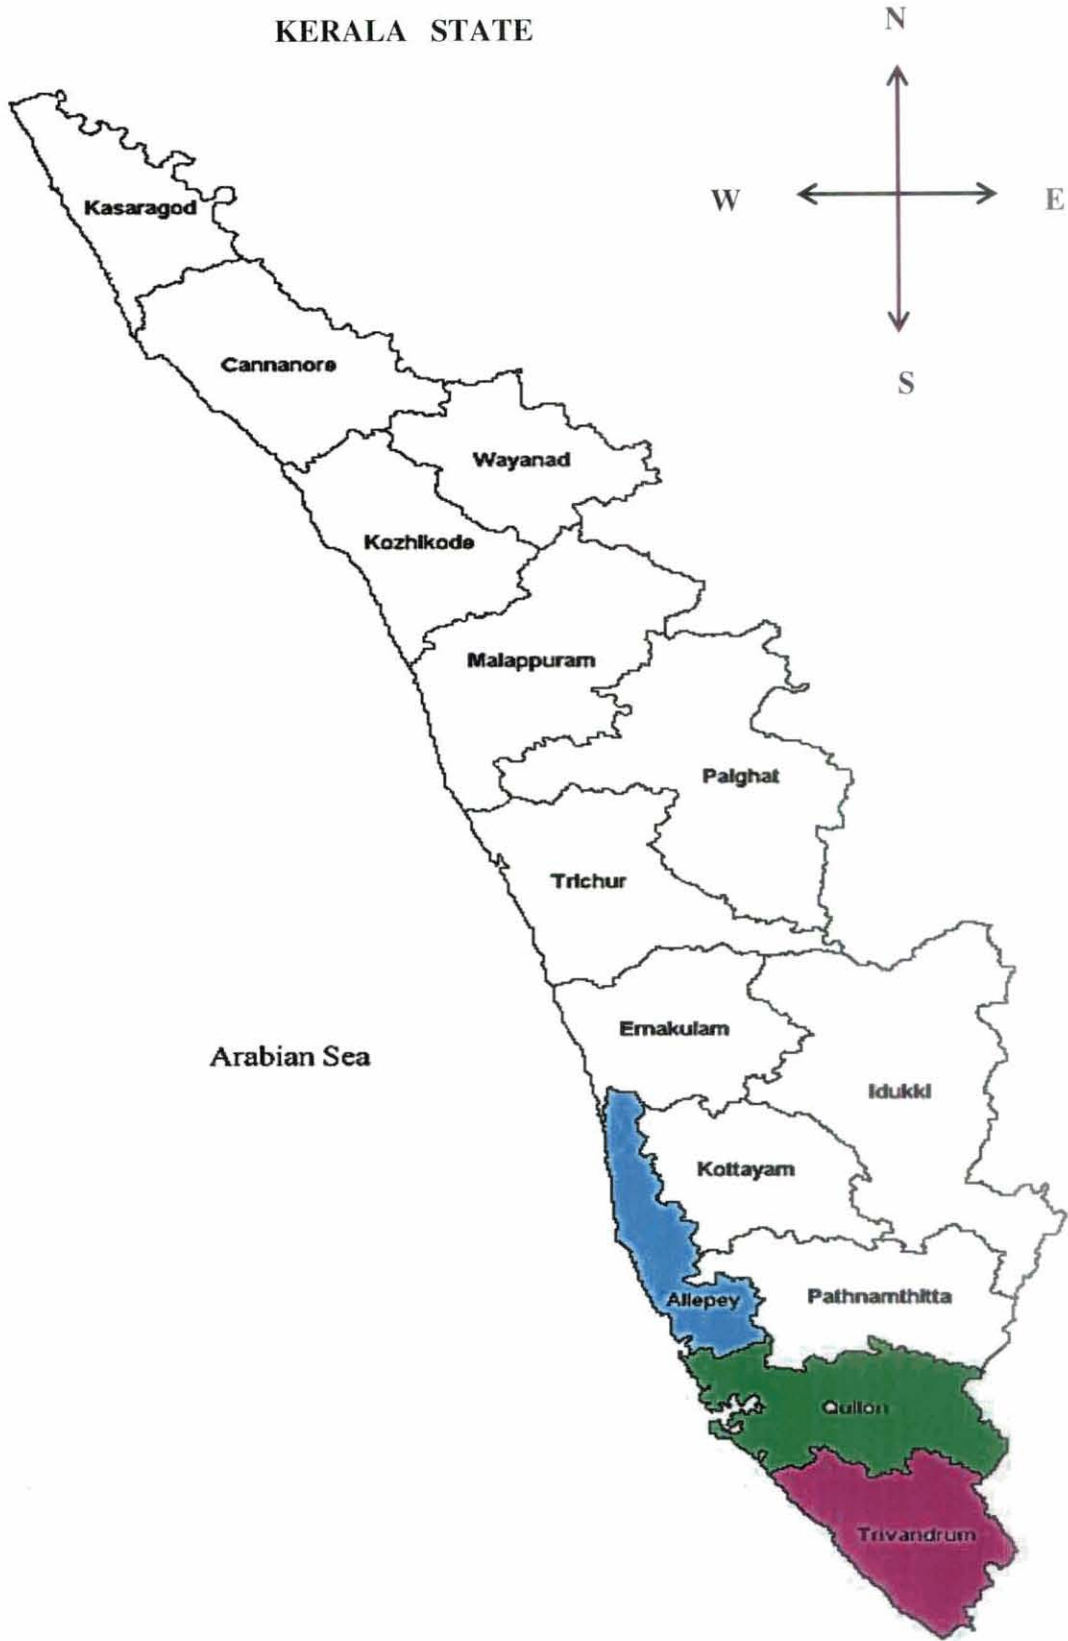 KERALA STATE
N
W
E
S
Kasaragod
Cannanore
Wayanad
Kozhikode
Malappuram
Palghat
Trichur
Ernakulam
Arabian Sea
Idukki
Kottayam
Allepey
Pathnamthitta
Quilon
Trivandrum